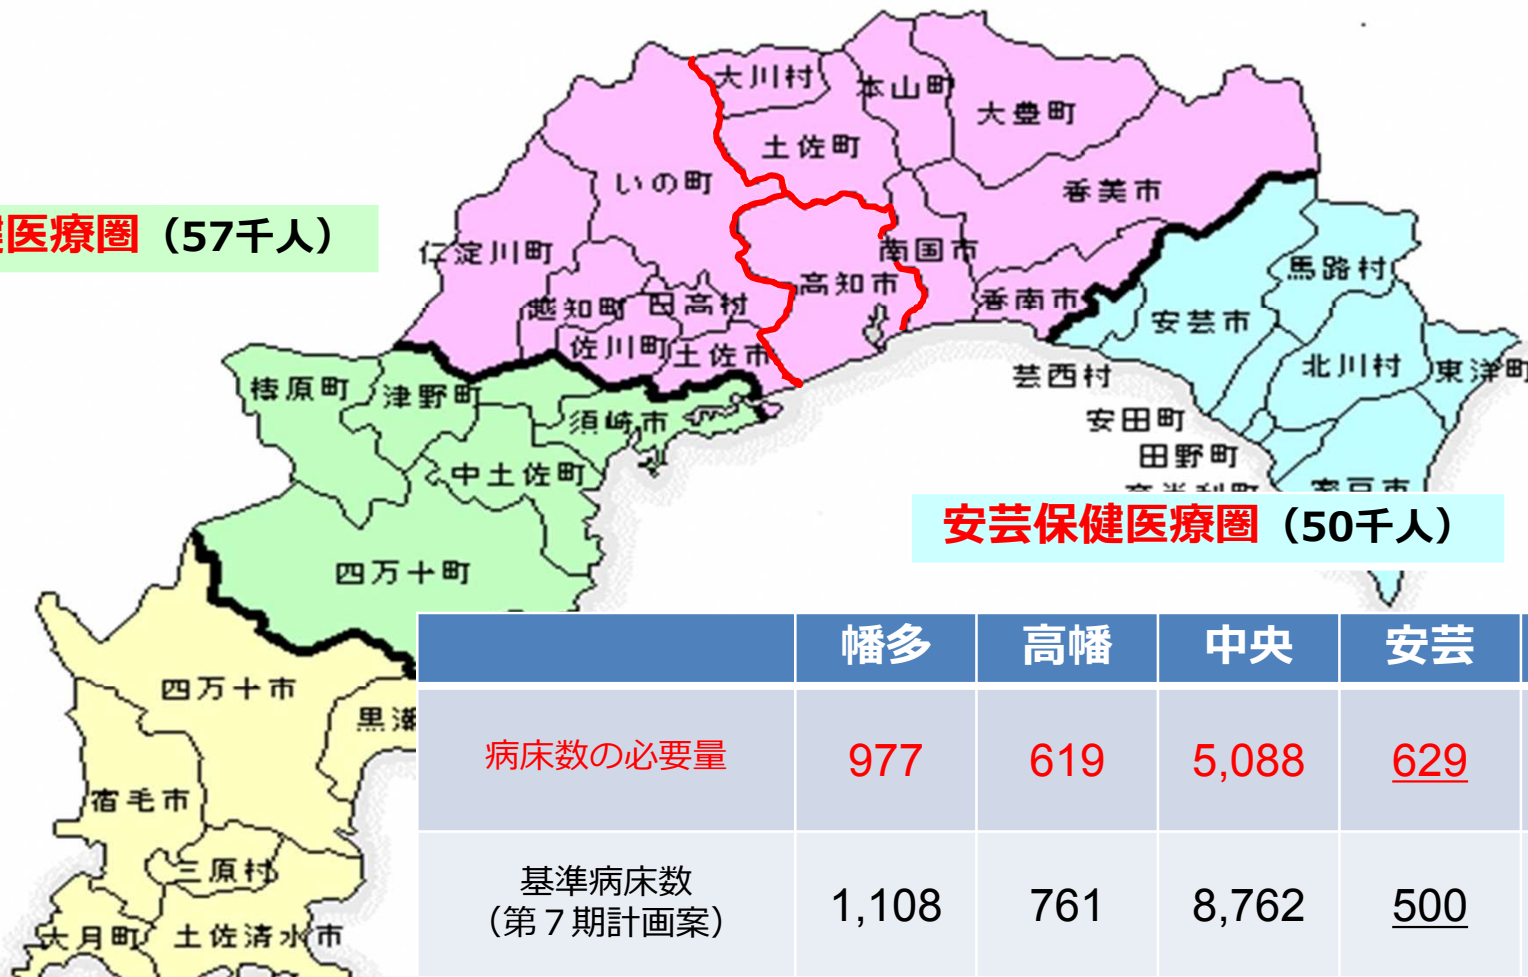 大川村
本山町
大豊町
土佐町
いの町
香美市
健医療圏（57千人）
仁淀川町
南国市
馬路村
高知市
越知町
日高村
香南市
安芸市
佐川町
土佐市
北川村
東洋町
芸西村
梼原町
津野町
須崎市
安田町
田野町
中土佐町
安芸保健医療圏（50千人）
四万十町
四万十市
黒潮
宿毛市
三原村
大月町
土佐清水市
幡多 高幡 中央 安芸
病床数の必要量 977 619 5,088 629
基準病床数
（第７期計画案） 1,108 761 8,762 500